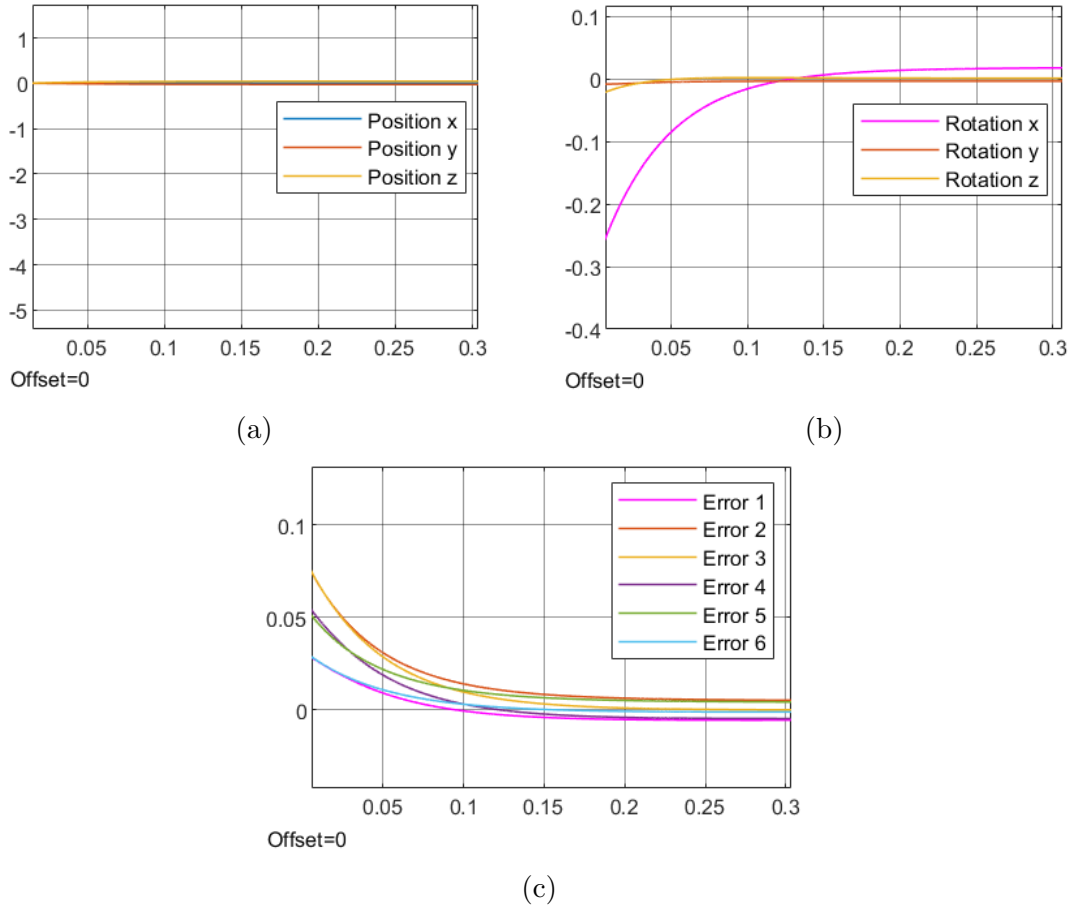 1
0
-1
-2
-3
-4
-5
Position x
Position y
Position z
0.05 0.1 0.15 0.2 0.25 0.3
Offset=0
(a)
0.1
0
-0.1
-0.2
-0.3
-0.4
Rotation x
Rotation y
Rotation z
0.05 0.1 0.15 0.2 0.25 0.3
Offset=0
(b)
0.1
0.05
0
Error 1
Error 2
Error 3
Error 4
Error 5
Error 6
0.05 0.1 0.15 0.2 0.25 0.3
Offset=0
(c)